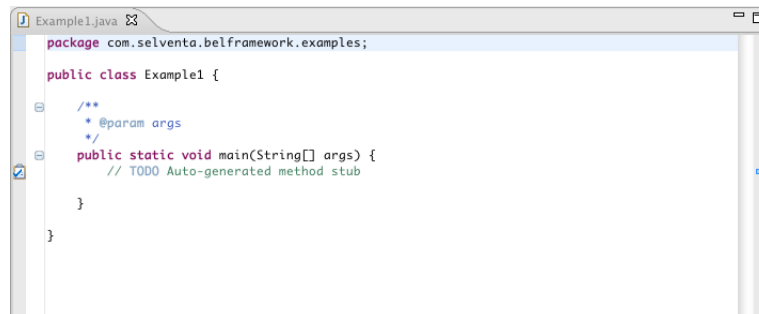 Example1.java
package com.selventa.belframework.examples;
public class Example1 {
/**
* @param args
*/
public static void main(String[] args) {
// TODO Auto-generated method stub
}
}